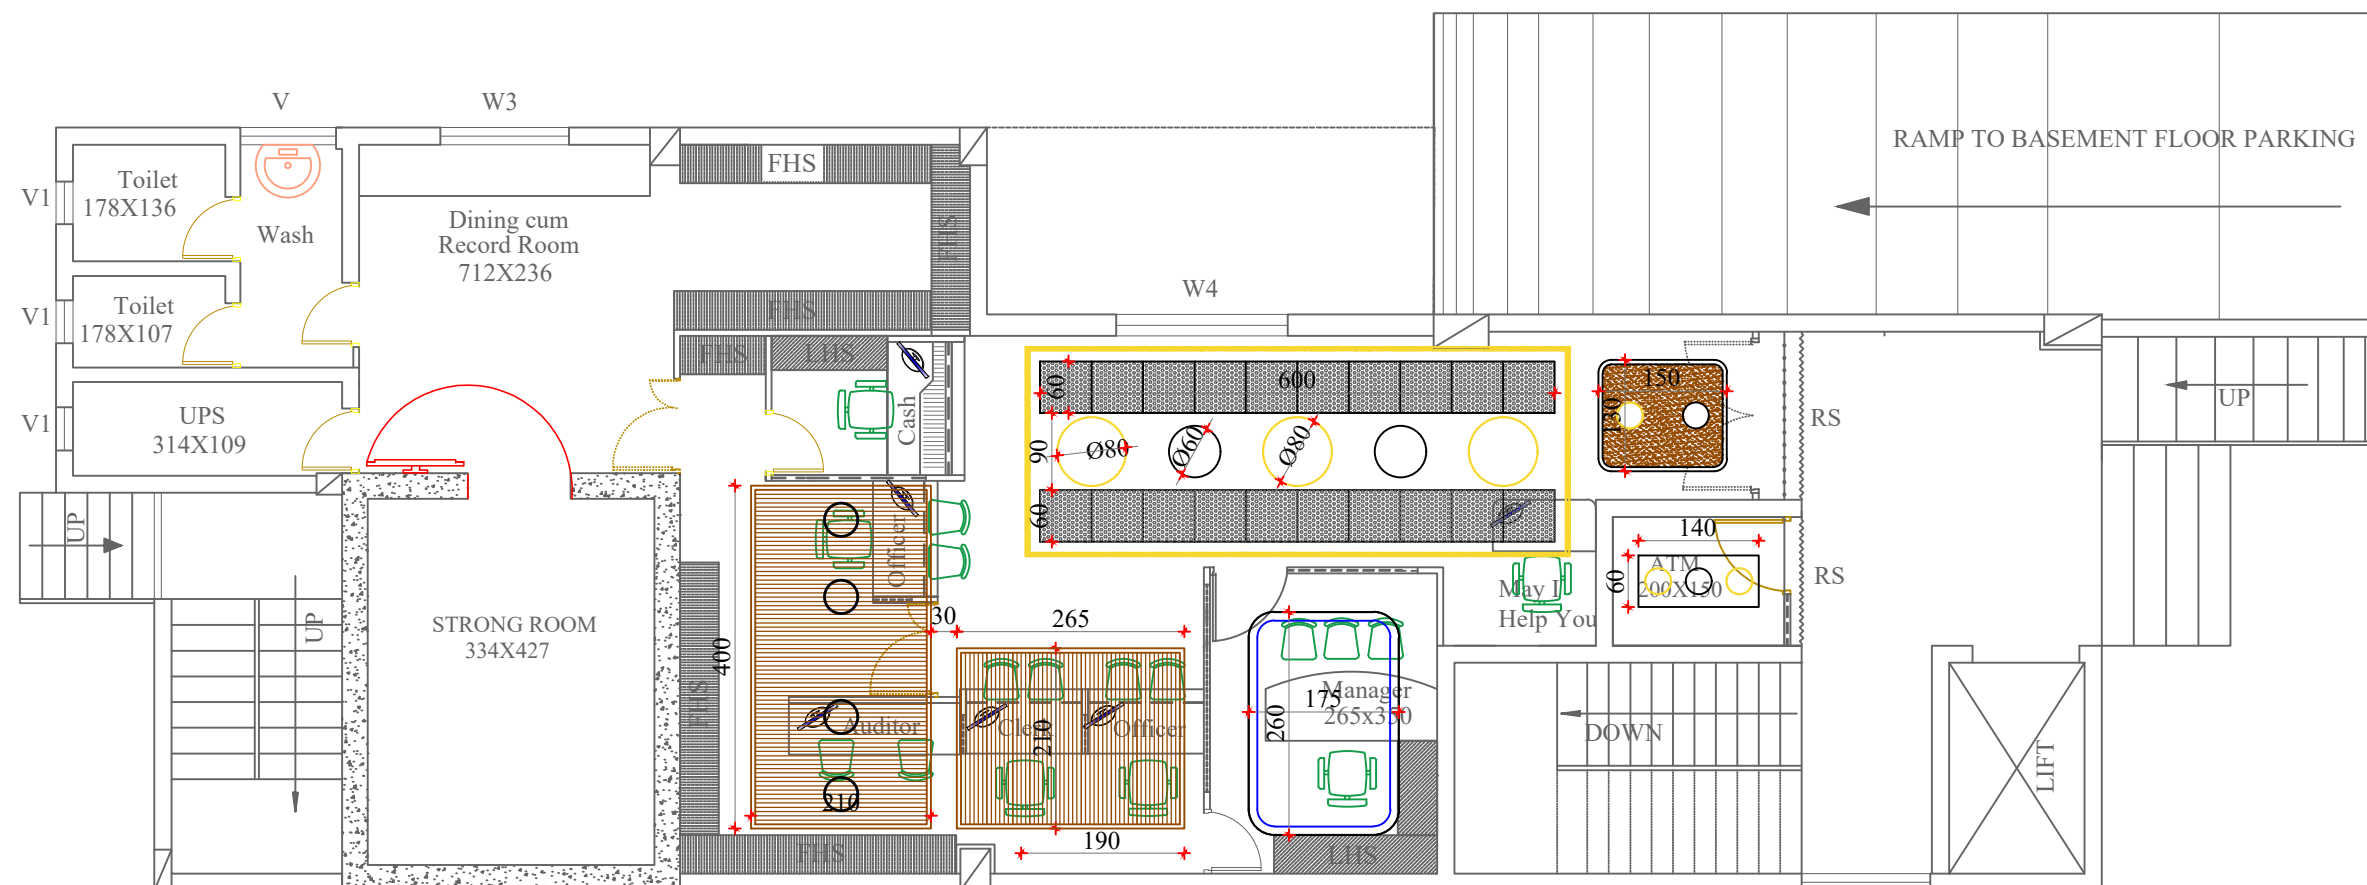 V
W3
RAMP TO BASEMENT FLOOR PARKING
V1
Toilet
178X136
Wash
Dining cum
Record Room
712X236
FHS
FHS
W4
V1
Toilet
178X107
FHS
FHS
LHS
V1
UPS
314X109
Cash
60
600
90
60
Ø80
Ø60
Ø80
150
130
RS
UP
UP
UP
STRONG ROOM
334X427
Officer
400
FHS
30
265
May I
Help You
140
60
ATM
200X150
RS
Auditor
Clerk
Officer
210
210
190
175
260
Manager
265x350
DOWN
LIFT
FHS
LHS